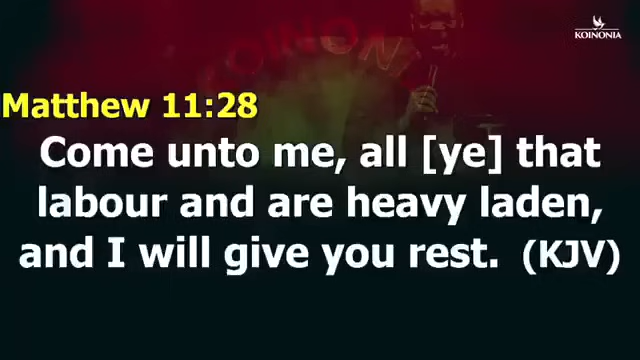 KOINONIA
KOINONIA
Matthew 11:28
Come unto me, all [ye] that
labour and are heavy laden,
and I will give you rest. (KJV)